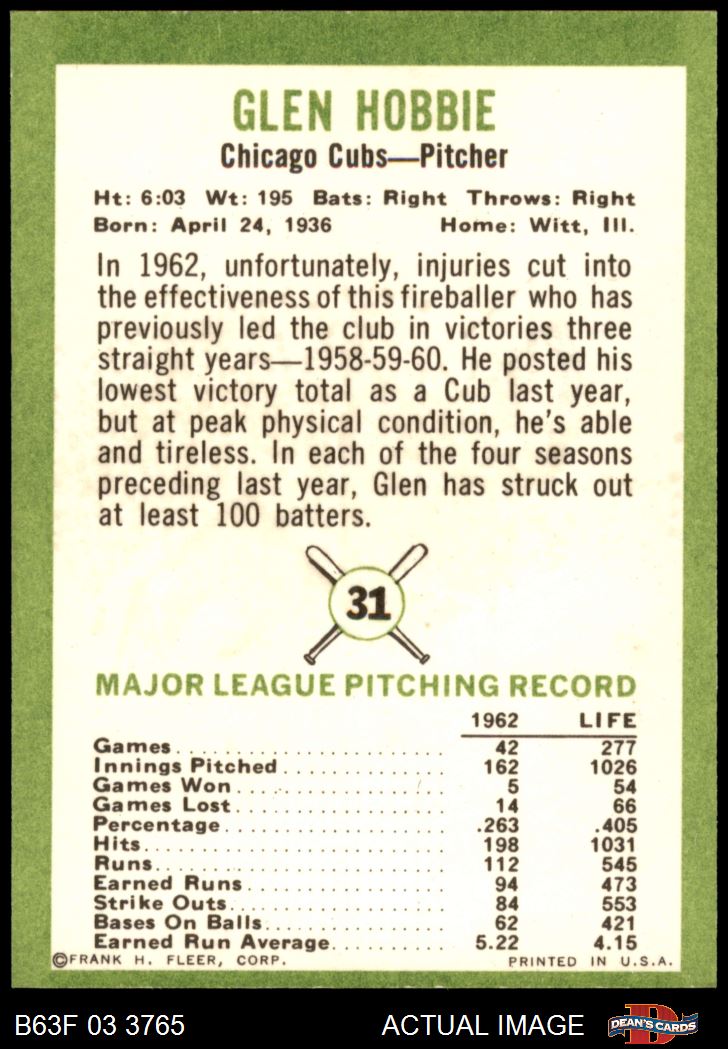 GLEN HOBBIE
Chicago Cubs—Pitcher
Ht: 6:03 Wt: 195 Bats: Right Throws: Right
Born: April 24, 1936 Home: Witt, Ill.
In 1962, unfortunately, injuries cut into
the effectiveness of this fireballer who has
previously led the club in victories three
straight years—1958-59-60. He posted his
lowest victory total as a Cub last year,
but at peak physical condition, he's able
and tireless. In each of the four seasons
preceding last year, Glen has struck out
at least 100 batters.
31
MAJOR LEAGUE PITCHING RECORD
1962 LIFE
Games 42 277
Innings Pitched 162 1026
Games Won 5 54
Games Lost 14 66
Percentage .263 .405
Hits 198 1031
Runs 112 545
Earned Runs 94 473
Strike Outs 84 553
Bases On Balls 62 421
Earned Run Average 5.22 4.15
©FRANK H. FLEER, CORP. PRINTED IN U.S.A.
B63F 03 3765 ACTUAL IMAGE DEAN'S CARDS